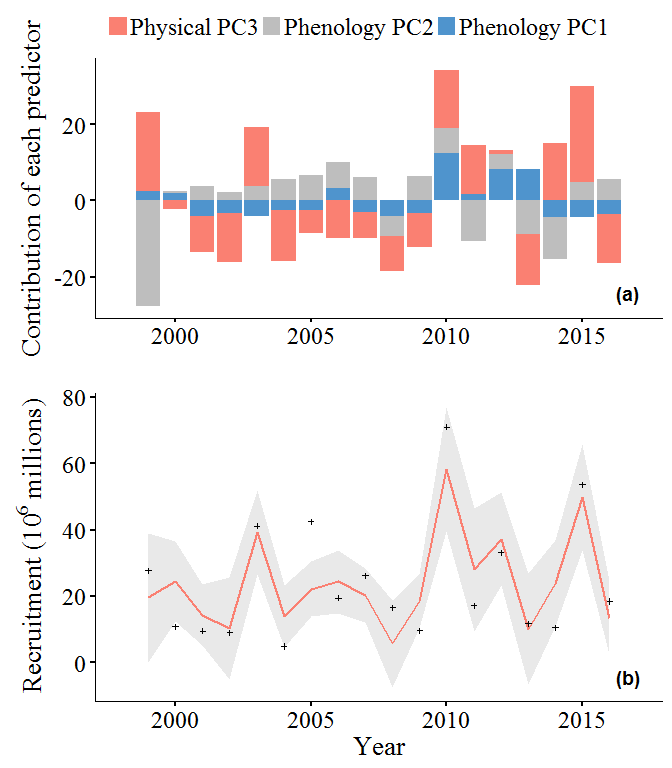 Physical PC3 Phenology PC2 Phenology PC1
Contribution of each predictor
20
0
-20
(a)
2000 2005 2010 2015
Recruitment (10⁶ millions)
80
60
40
20
0
(b)
2000 2005 2010 2015
Year